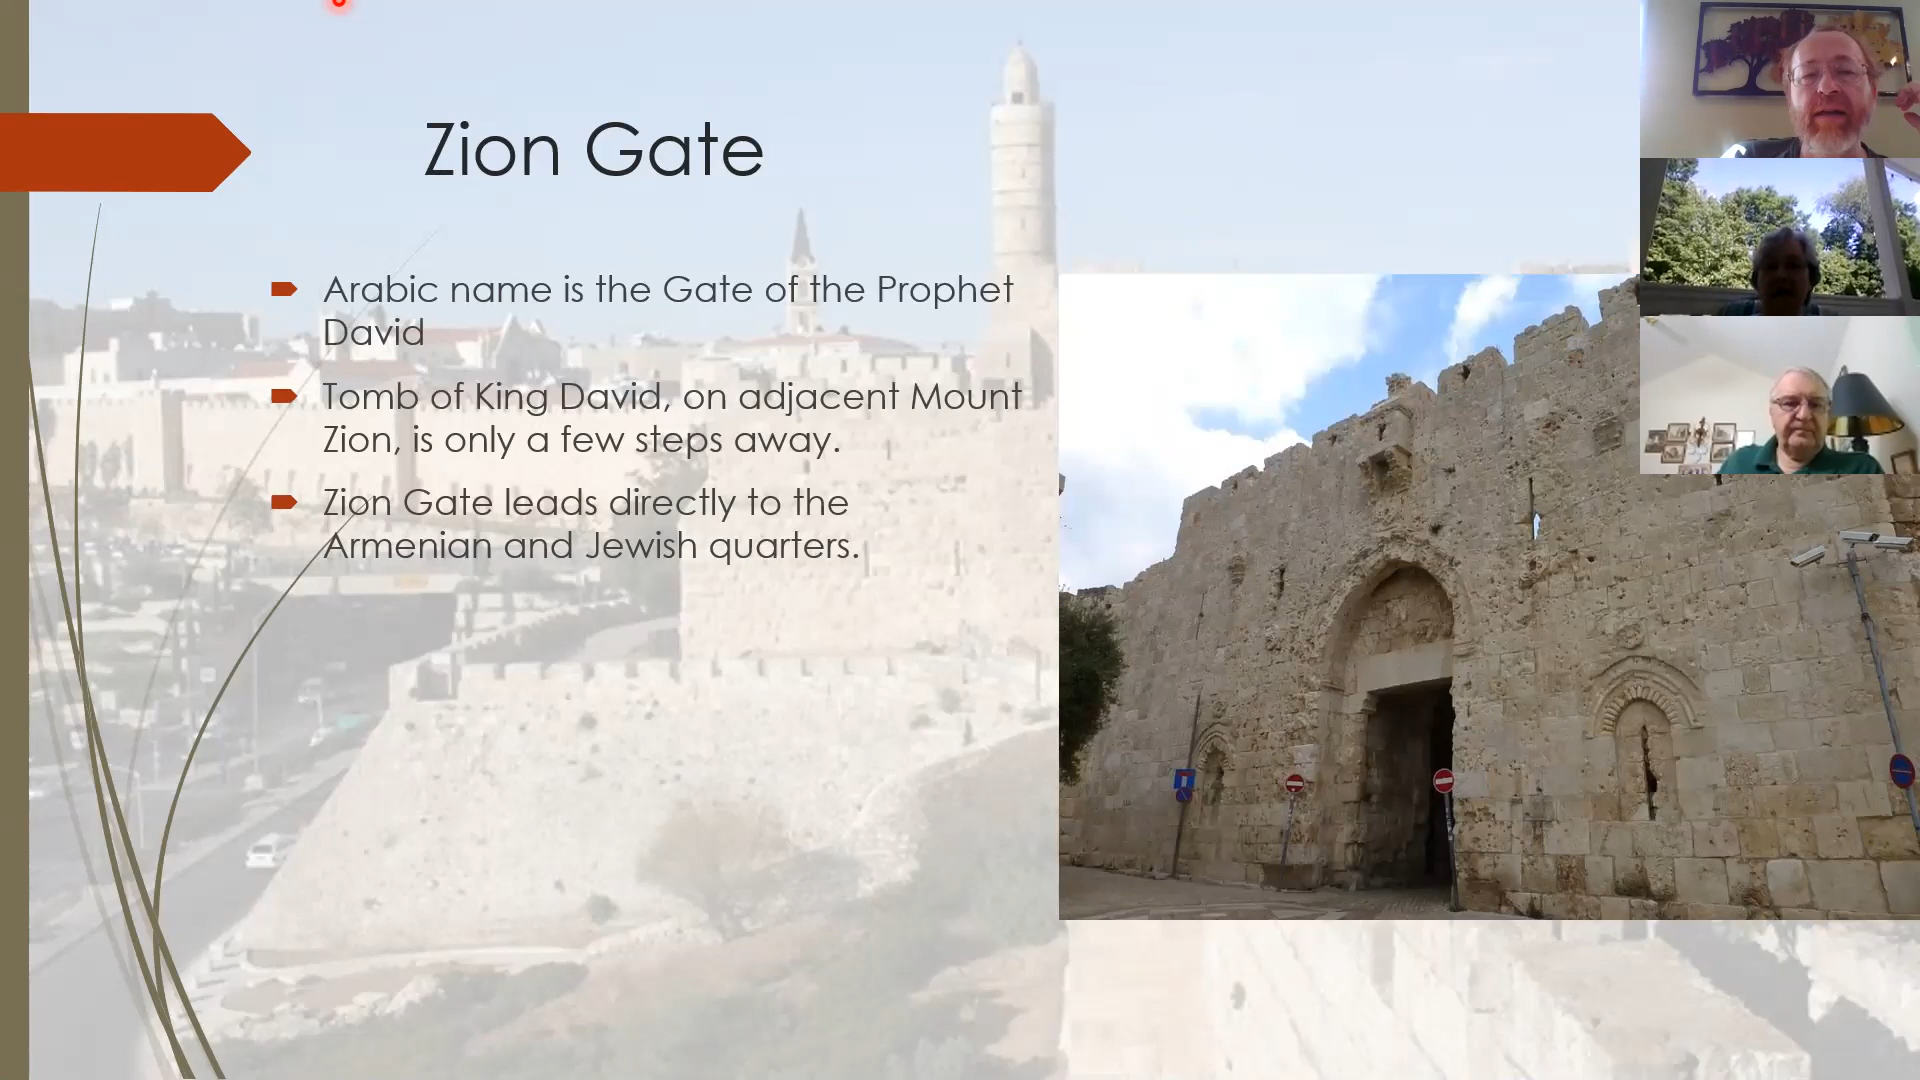 Zion Gate
Arabic name is the Gate of the Prophet
David
Tomb of King David, on adjacent Mount
Zion, is only a few steps away.
Zion Gate leads directly to the
Armenian and Jewish quarters.